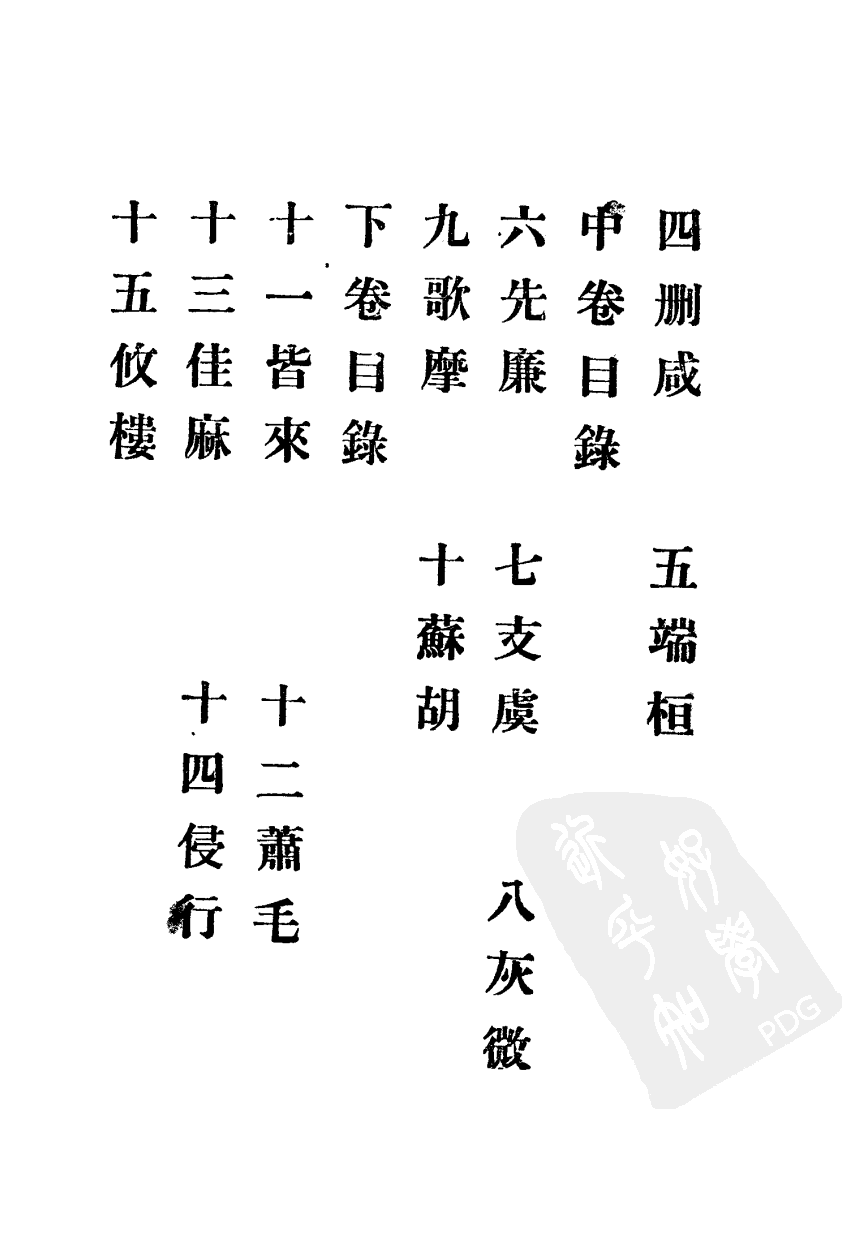 四删咸　五端桓
中卷目錄
六先廉　七支虞　八灰微
九歌摩　十蘇胡
下卷目錄
十一皆來　十二蕭毛
十三佳麻　十四侵行
十五攸樓
PDG